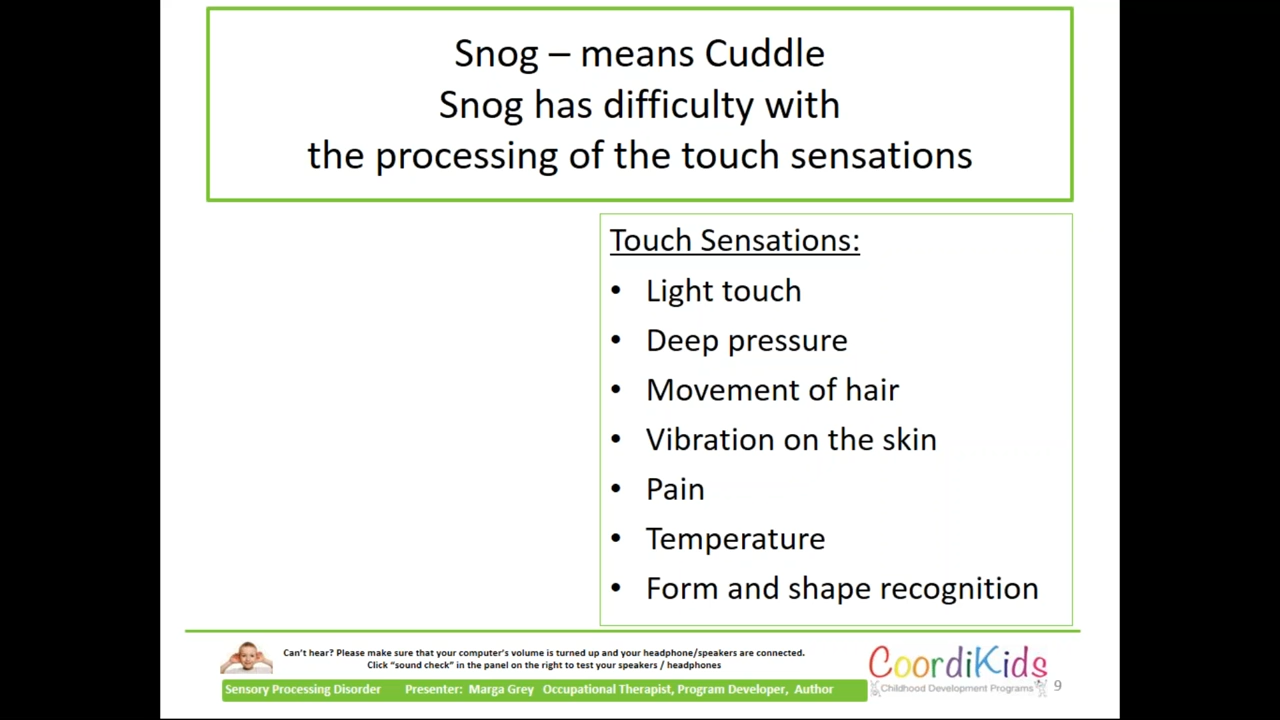 Snog – means Cuddle
Snog has difficulty with
the processing of the touch sensations
Touch Sensations:
• Light touch
• Deep pressure
• Movement of hair
• Vibration on the skin
• Pain
• Temperature
• Form and shape recognition
Can't hear? Please make sure that your computer's volume is turned up and your headphone/speakers are connected.
Click "sound check" in the panel on the right to test your speakers / headphones
Sensory Processing Disorder Presenter: Marga Grey Occupational Therapist, Program Developer, Author
CoordiKids
Childhood Development Programs
9